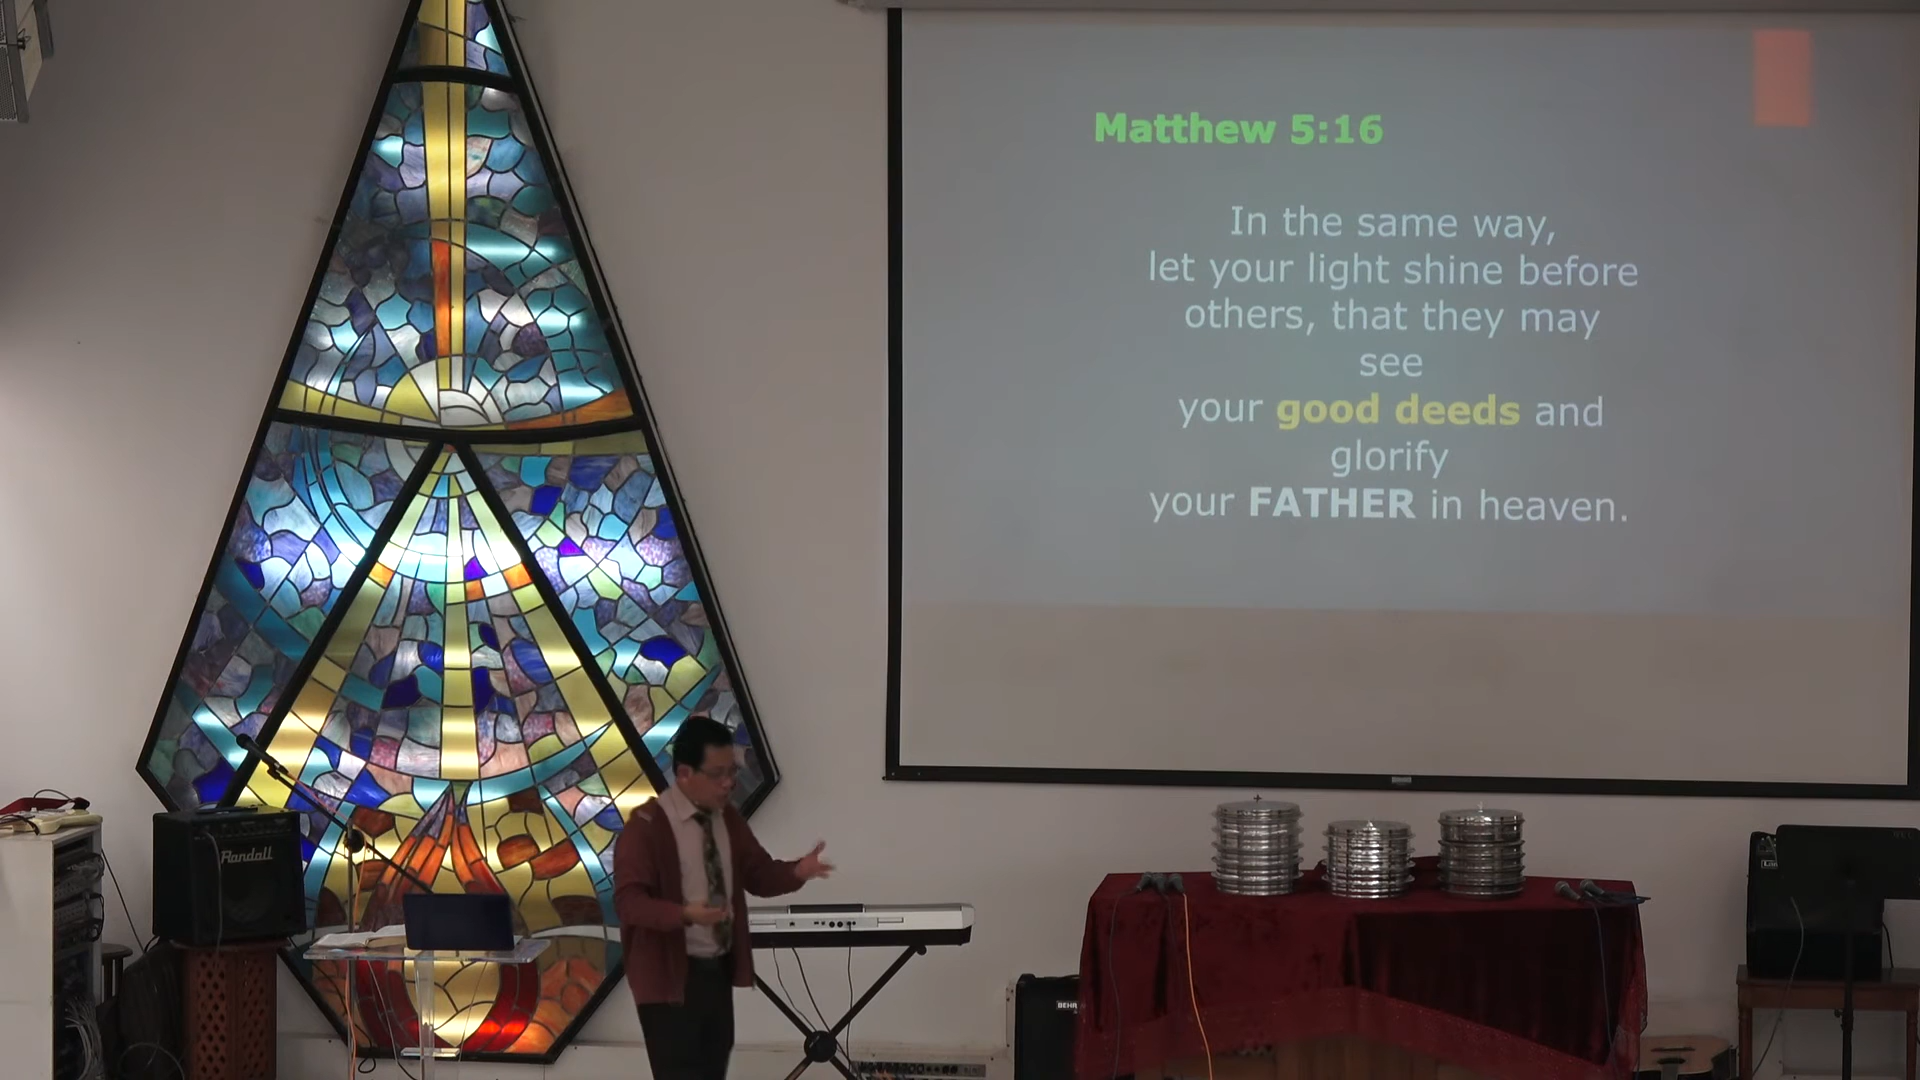 Matthew 5:16
In the same way,
let your light shine before
others, that they may
see
your good deeds and
glorify
your FATHER in heaven.
Randall
BEHR